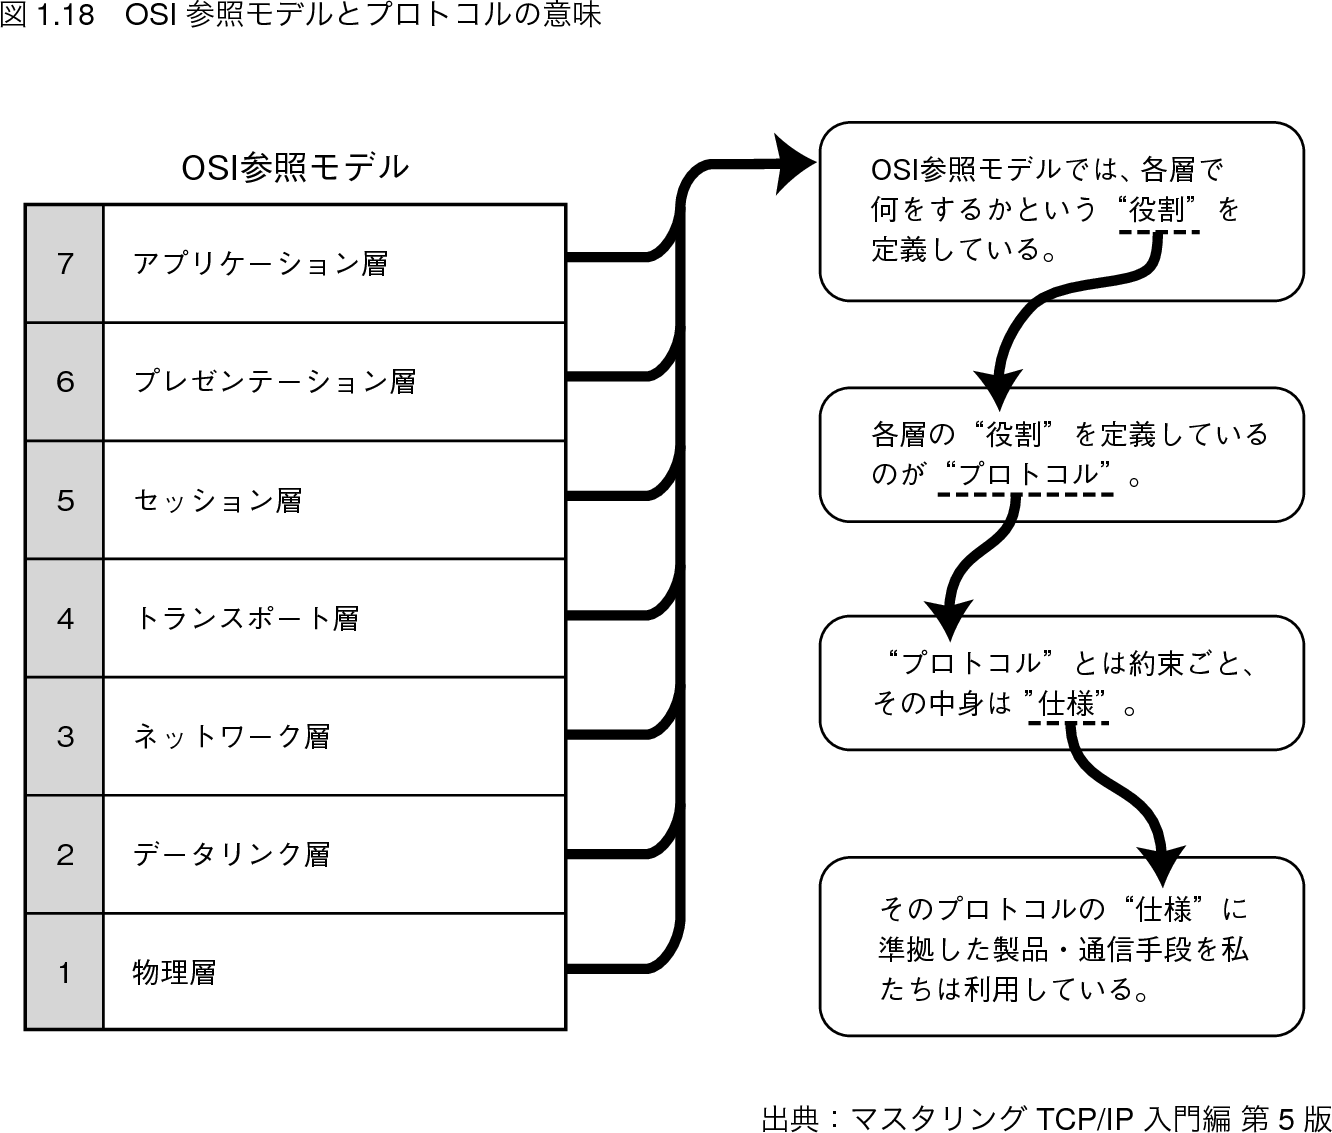 図 1.18　OSI 参照モデルとプロトコルの意味
OSI参照モデル
7 アプリケーション層
6 プレゼンテーション層
5 セッション層
4 トランスポート層
3 ネットワーク層
2 データリンク層
1 物理層
OSI参照モデルでは、各層で
何をするかという“役割”を
定義している。
各層の“役割”を定義している
のが“プロトコル”。
“プロトコル”とは約束ごと、
その中身は”仕様”。
そのプロトコルの“仕様”に
準拠した製品・通信手段を私
たちは利用している。
出典：マスタリング TCP/IP 入門編 第 5 版